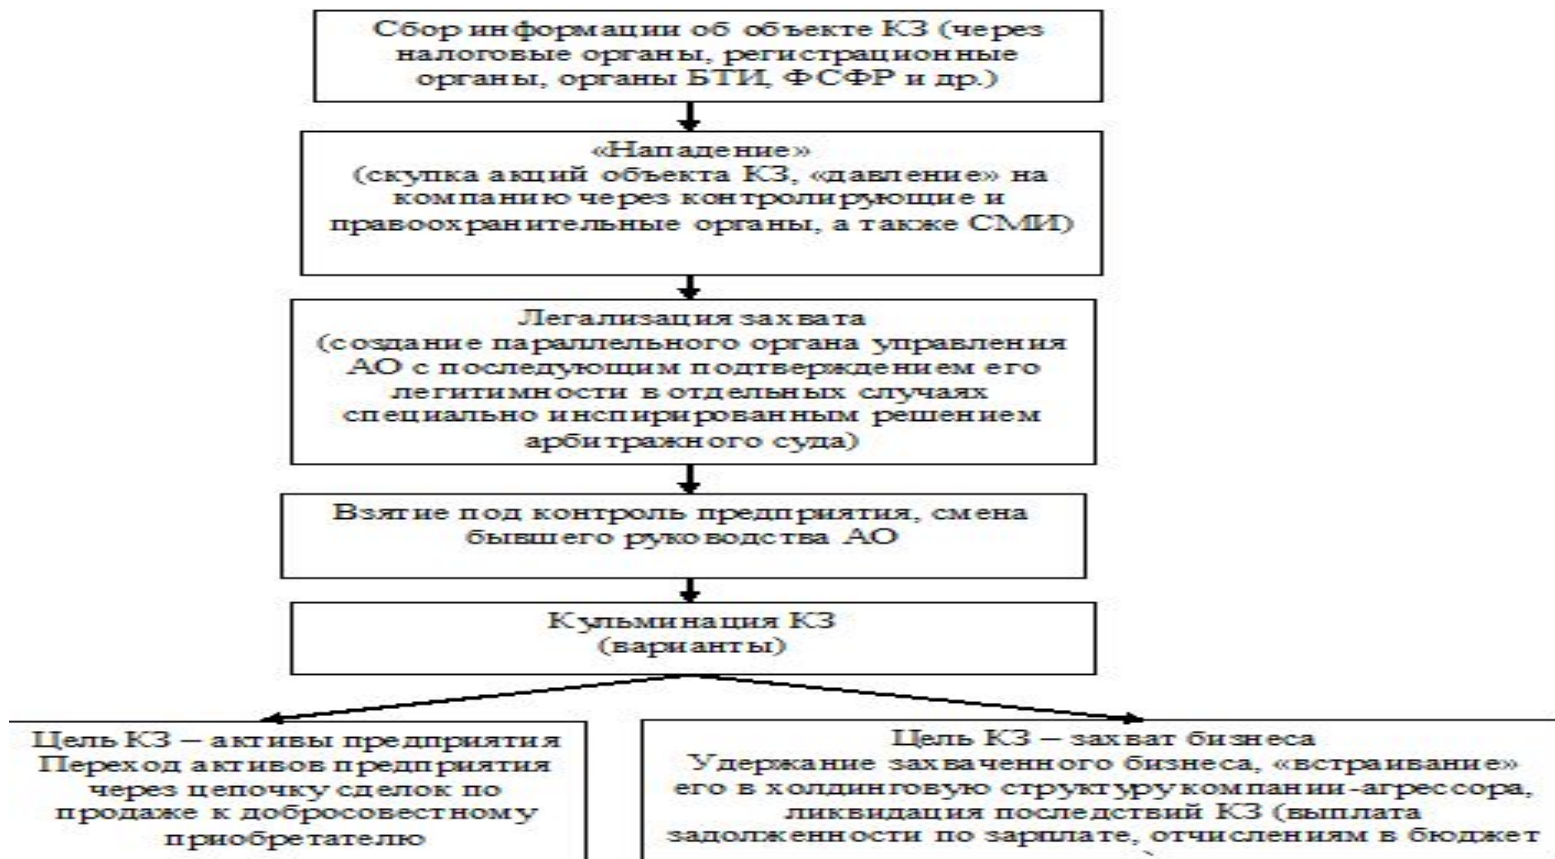 Сбор информации об объекте КЗ (через
налоговые органы, регистрационные
органы, органы БТИ, ФСФР и др.)
«Нападение»
(скупка акций объекта КЗ, «давление» на
компанию через контролирующие и
правоохранительные органы, а также СМИ)
Легализация захвата
(создание параллельного органа управления
АО с последующим подтверждением его
легитимности в отдельных случаях
специально инспирированным решением
арбитражного суда)
Взятие под контроль предприятия, смена
бывшего руководства АО
Кульминация КЗ
(варианты)
Цель КЗ – активы предприятия
Переход активов предприятия
через цепочку сделок по
продаже к добросовестному
приобретателю
Цель КЗ – захват бизнеса
Удержание захваченного бизнеса, «встраивание»
его в холдинговую структуру компании-агрессора,
ликвидация последствий КЗ (выплата
задолженности по зарплате, отчислениям в бюджет